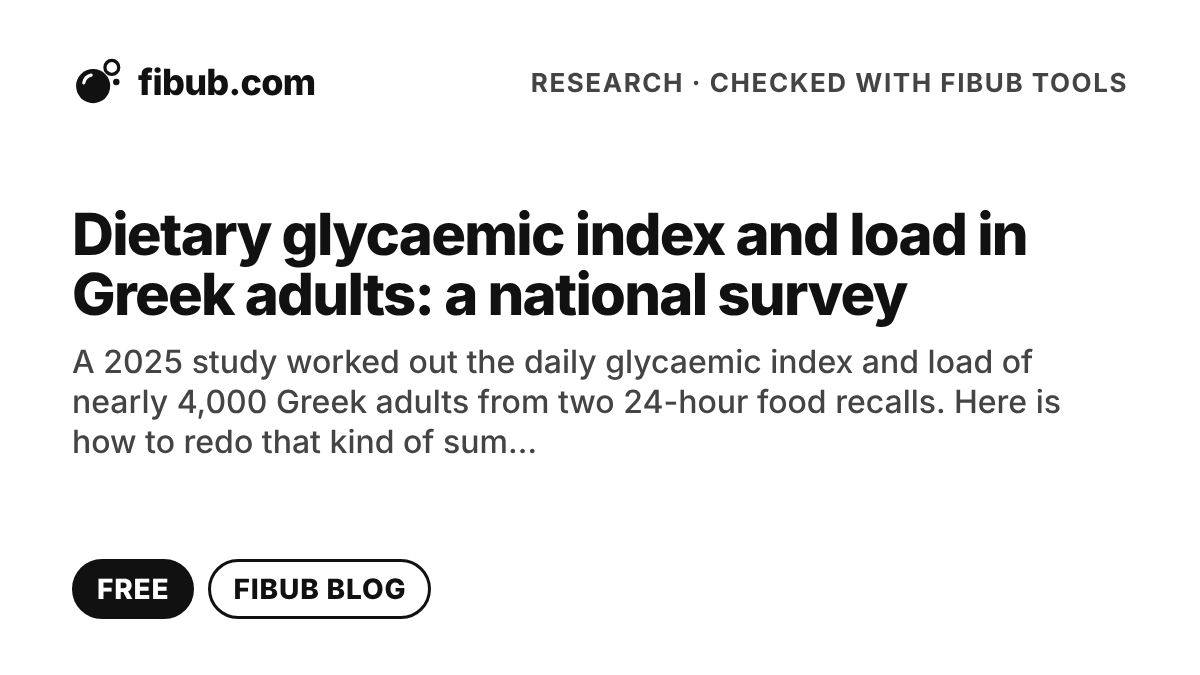 fibub.com
RESEARCH · CHECKED WITH FIBUB TOOLS
Dietary glycaemic index and load in
Greek adults: a national survey
A 2025 study worked out the daily glycaemic index and load of
nearly 4,000 Greek adults from two 24-hour food recalls. Here is
how to redo that kind of sum...
FREE
FIBUB BLOG